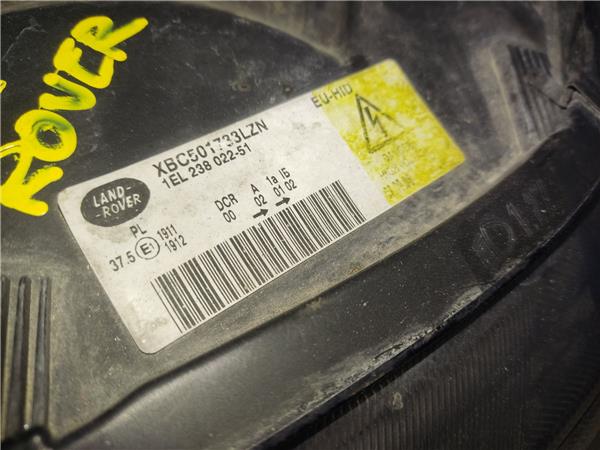 ROVER
LAND-
-ROVER
XBC501733LZN
1EL 238 022-51
EU-HID
PL
37.5 E1 1911
1912
DCR A 1a IБ
00 02 01 02